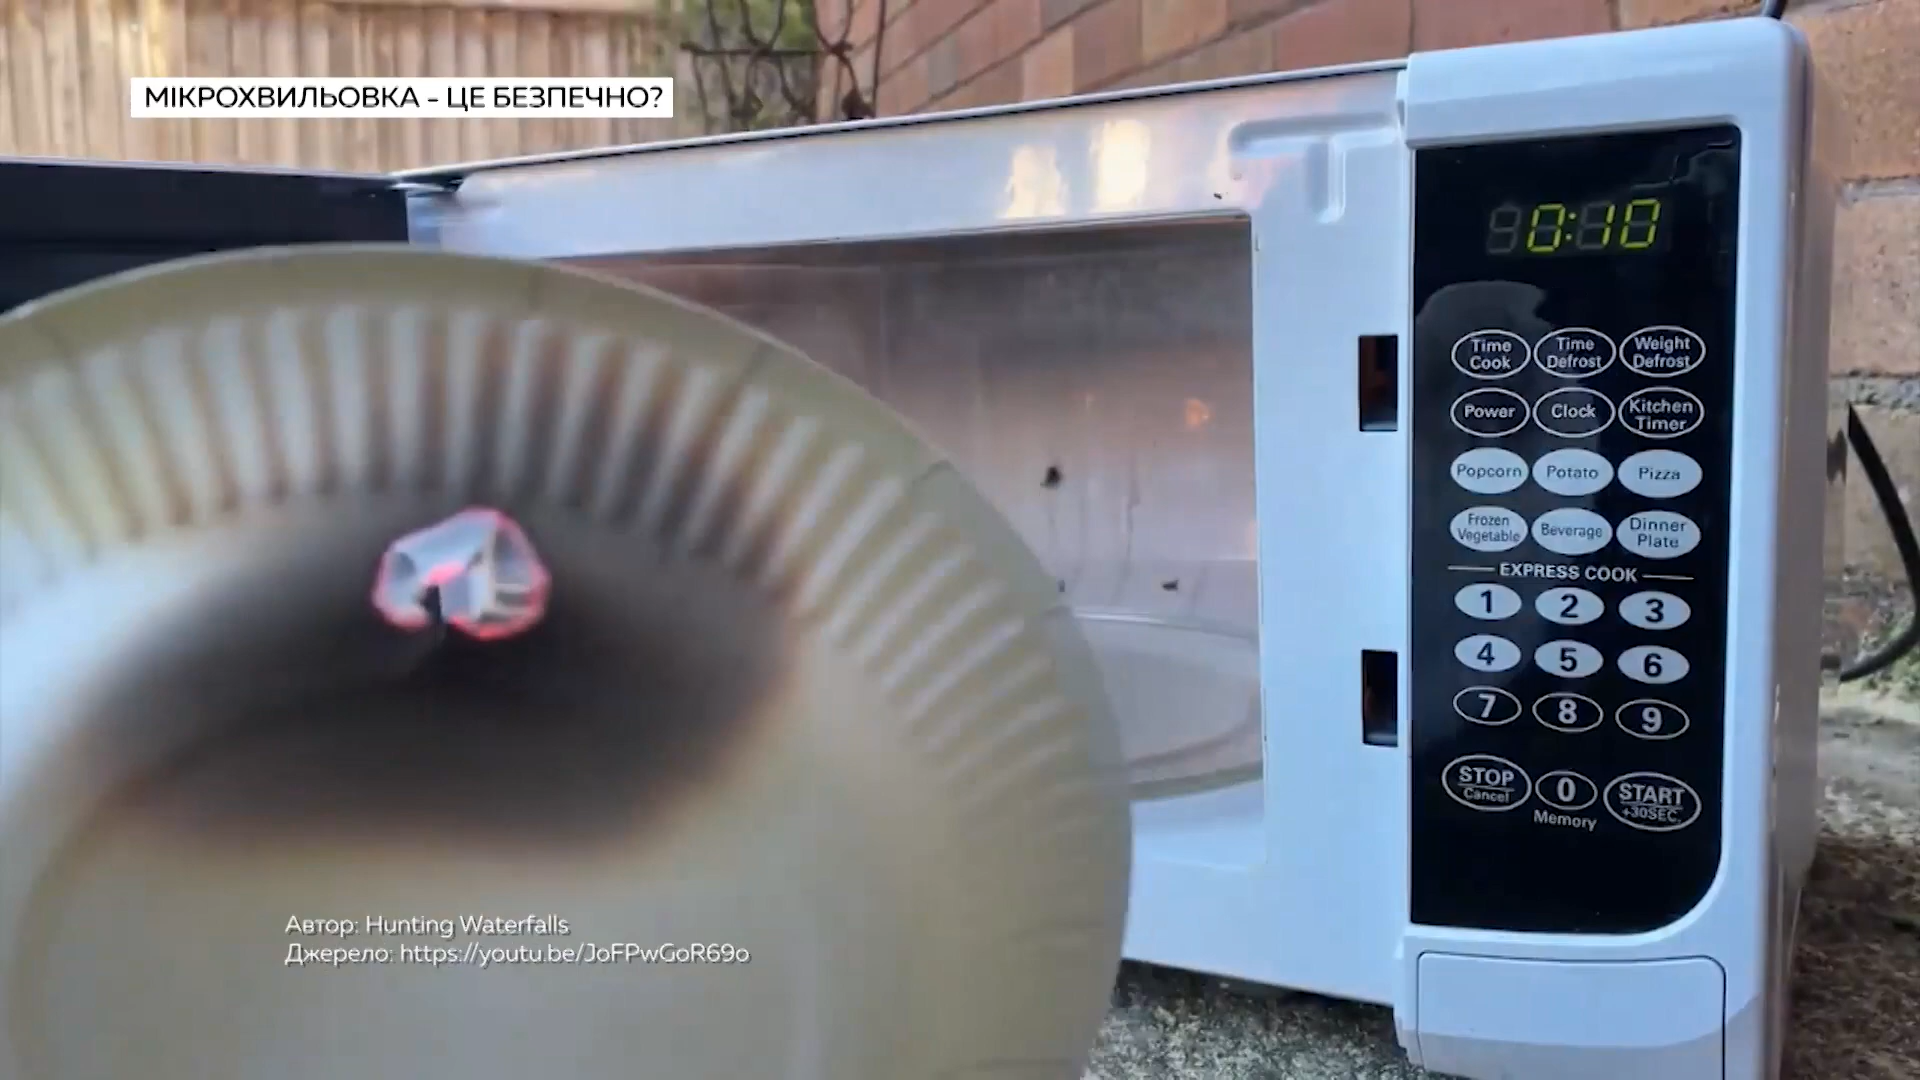 МІКРОХВИЛЬОВКА - ЦЕ БЕЗПЕЧНО?
0:10
Time Cook
Time Defrost
Weight Defrost
Power
Clock
Kitchen Timer
Popcorn
Potato
Pizza
Frozen Vegetable
Beverage
Dinner Plate
EXPRESS COOK
1 2 3
4 5 6
7 8 9
STOP Cancel
0 Memory
START +30SEC.
Автор: Hunting Waterfalls
Джерело: https://youtu.be/JoFPwGoR69o